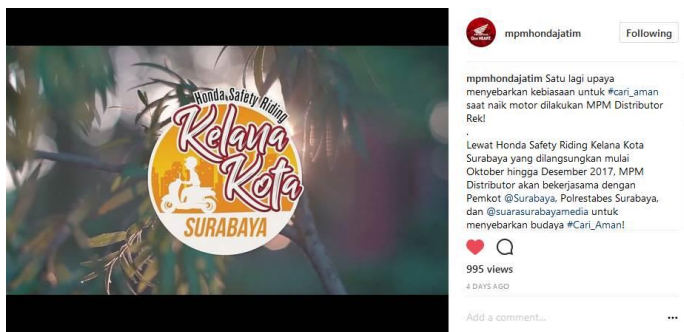 Honda Safety Riding
Kelana
Kota
SURABAYA
mpmhondajatim
Following
mpmhondajatim Satu lagi upaya
menyebarkan kebiasaan untuk #cari_aman
saat naik motor dilakukan MPM Distributor
Rek!
.
Lewat Honda Safety Riding Kelana Kota
Surabaya yang dilangsungkan mulai
Oktober hingga Desember 2017, MPM
Distributor akan bekerjasama dengan
Pemkot @Surabaya, Polrestabes Surabaya,
dan @suarasurabayamedia untuk
menyebarkan budaya #Cari_Aman!
995 views
4 DAYS AGO
Add a comment...